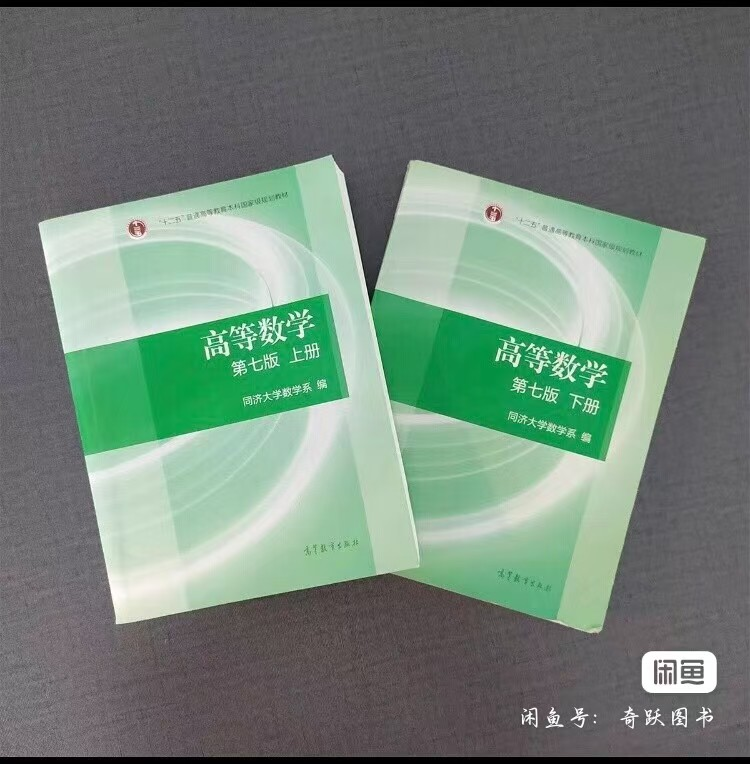 "十二五"普通高等教育本科国家级规划教材
高等数学
第七版 上册
同济大学数学系 编
高等教育出版社
"十二五"普通高等教育本科国家级规划教材
高等数学
第七版 下册
同济大学数学系 编
高等教育出版社
闲鱼
闲鱼号：奇跃图书